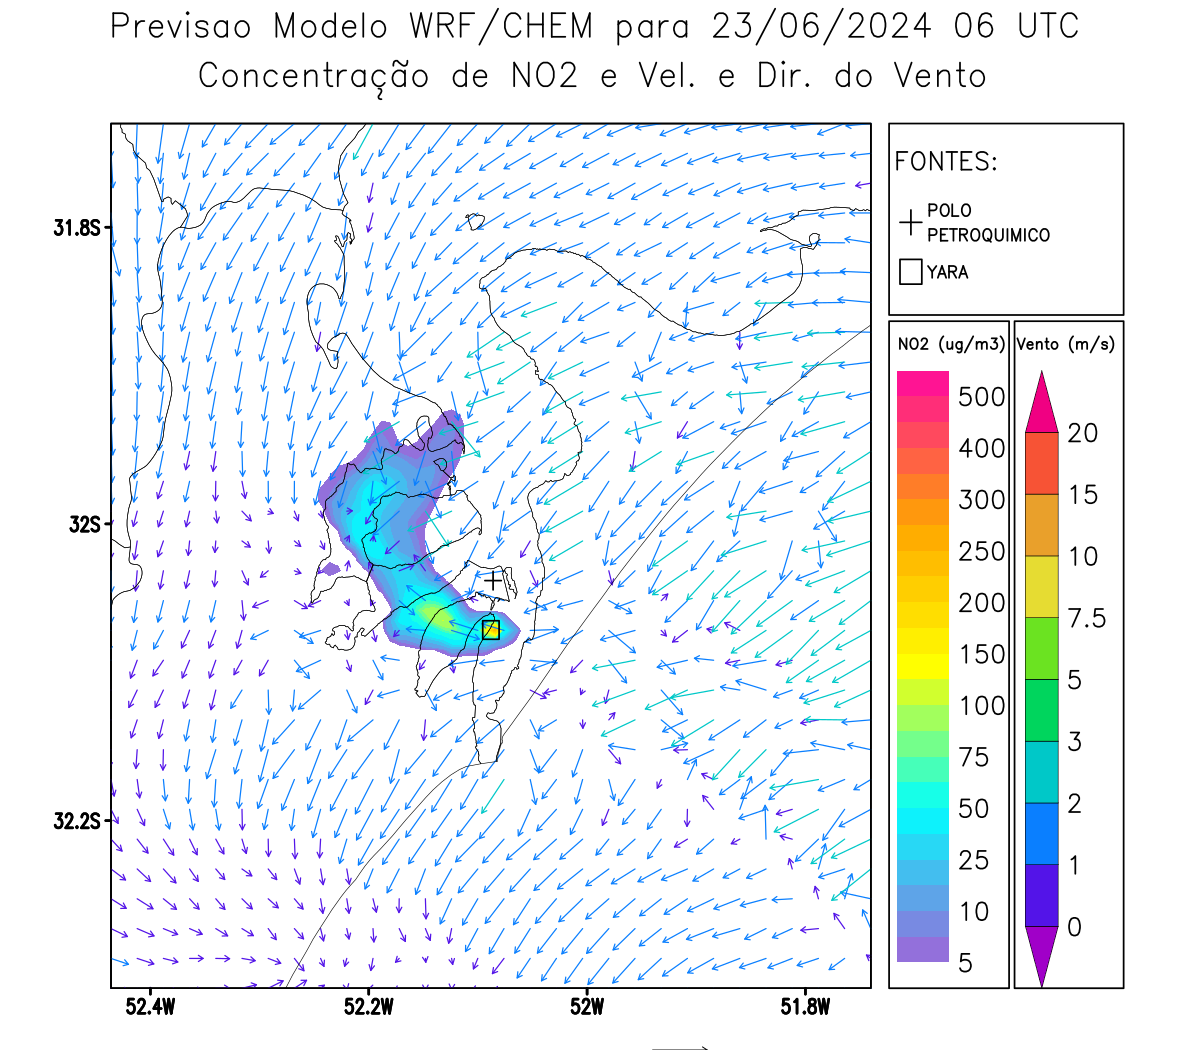 Previsao Modelo WRF/CHEM para 23/06/2024 06 UTC
Concentração de NO2 e Vel. e Dir. do Vento
FONTES:
POLO
PETROQUIMICO
YARA
NO2 (ug/m3)
500
400
300
250
200
150
100
75
50
25
10
5
Vento (m/s)
20
15
10
7.5
5
3
2
1
0
31.8S
32S
32.2S
52.4W
52.2W
52W
51.8W